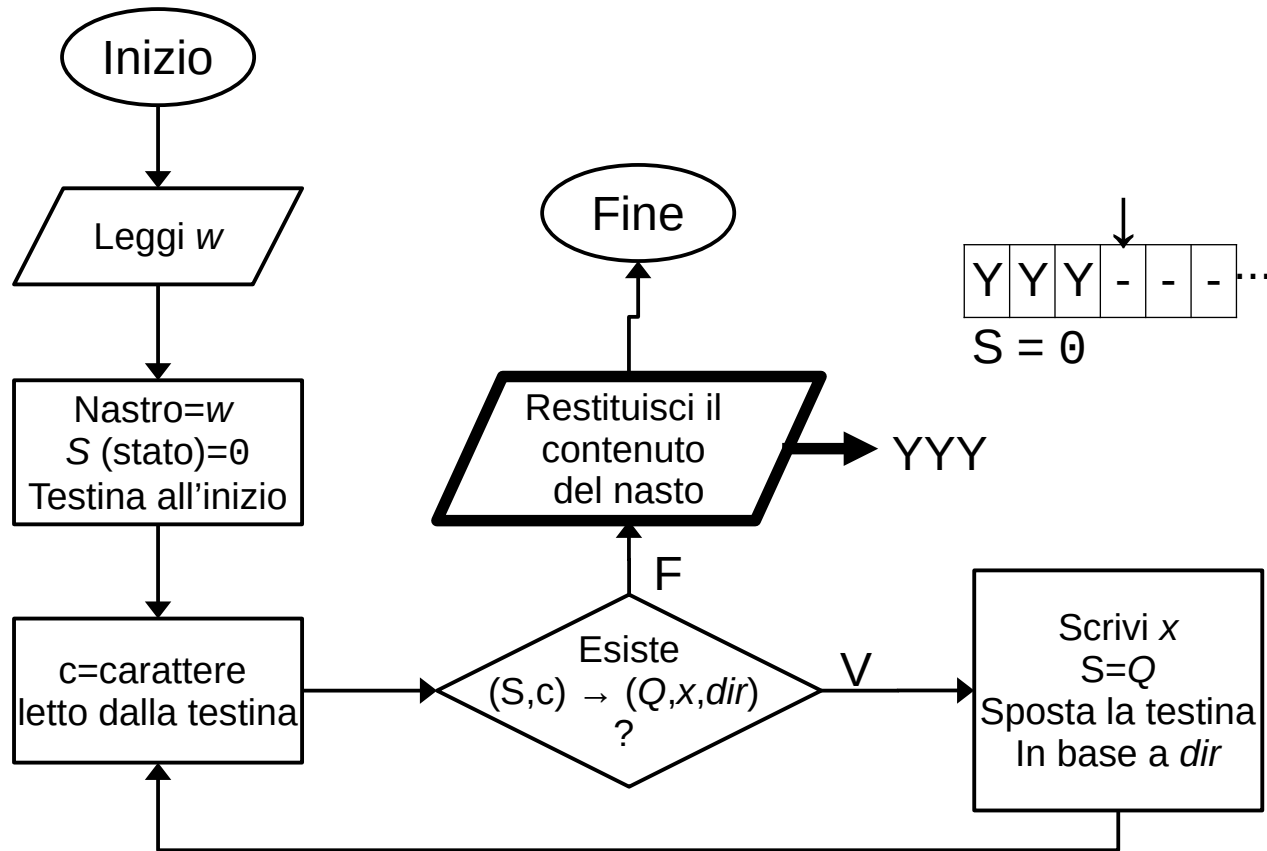 Inizio
Leggi w
Nastro=w
S (stato)=0
Testina all'inizio
c=carattere
letto dalla testina
Esiste
(S,c) → (Q,x,dir)
?
F
V
Scrivi x
S=Q
Sposta la testina
In base a dir
Restituisci il
contenuto
del nasto
YYY
Fine
Y Y Y - - - ...
S = 0